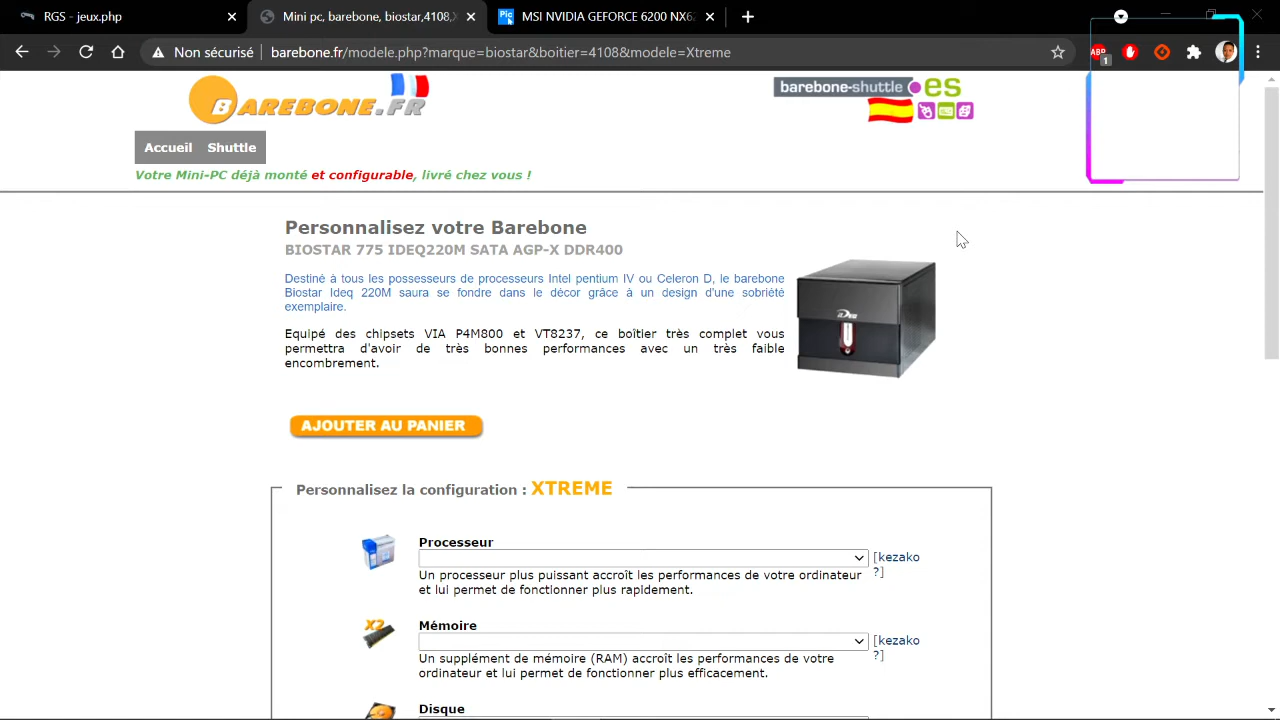 RGS - jeux.php
Mini pc, barebone, biostar,4108,X
MSI NVIDIA GEFORCE 6200 NX62
Non sécurisé
barebone.fr/modele.php?marque=biostar&boitier=4108&modele=Xtreme
ABP
1
BAREBONE.FR
barebone-shuttle es
Accueil Shuttle
Votre Mini-PC déjà monté et configurable, livré chez vous !
Personnalisez votre Barebone
BIOSTAR 775 IDEQ220M SATA AGP-X DDR400
Destiné à tous les possesseurs de processeurs Intel pentium IV ou Celeron D, le barebone
Biostar Ideq 220M saura se fondre dans le décor grâce à un design d'une sobriété
exemplaire.
Equipé des chipsets VIA P4M800 et VT8237, ce boîtier très complet vous
permettra d'avoir de très bonnes performances avec un très faible
encombrement.
AJOUTER AU PANIER
Personnalisez la configuration : XTREME
Processeur
[kezako
?]
Un processeur plus puissant accroît les performances de votre ordinateur
et lui permet de fonctionner plus rapidement.
X2
Mémoire
[kezako
?]
Un supplément de mémoire (RAM) accroît les performances de votre
ordinateur et lui permet de fonctionner plus efficacement.
Disque